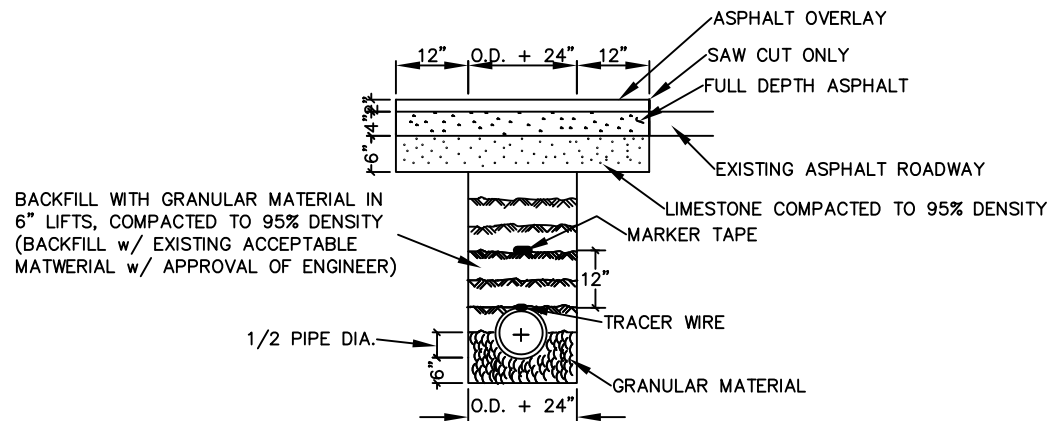 ASPHALT OVERLAY
12" O.D. + 24" 12"
SAW CUT ONLY
FULL DEPTH ASPHALT
2"
4"
6"
EXISTING ASPHALT ROADWAY
BACKFILL WITH GRANULAR MATERIAL IN
6" LIFTS, COMPACTED TO 95% DENSITY
(BACKFILL w/ EXISTING ACCEPTABLE
MATWERIAL w/ APPROVAL OF ENGINEER)
LIMESTONE COMPACTED TO 95% DENSITY
MARKER TAPE
12"
TRACER WIRE
1/2 PIPE DIA.
6"
GRANULAR MATERIAL
O.D. + 24"